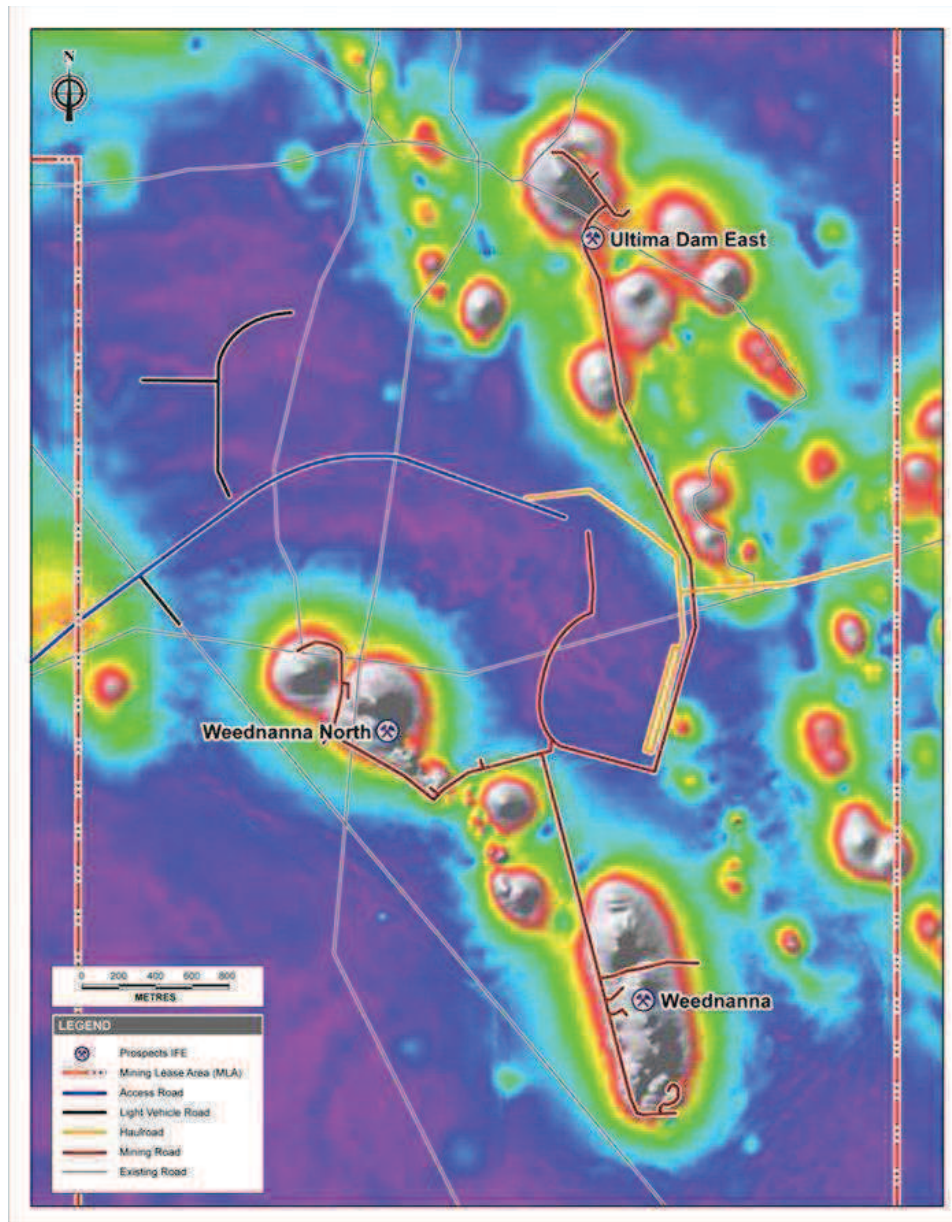 N
Ultima Dam East
Weednanna North
Weednanna
0 200 400 600 800
METRES
LEGEND
Prospects IFE
Mining Lease Area (MLA)
Access Road
Light Vehicle Road
Haulroad
Mining Road
Existing Road